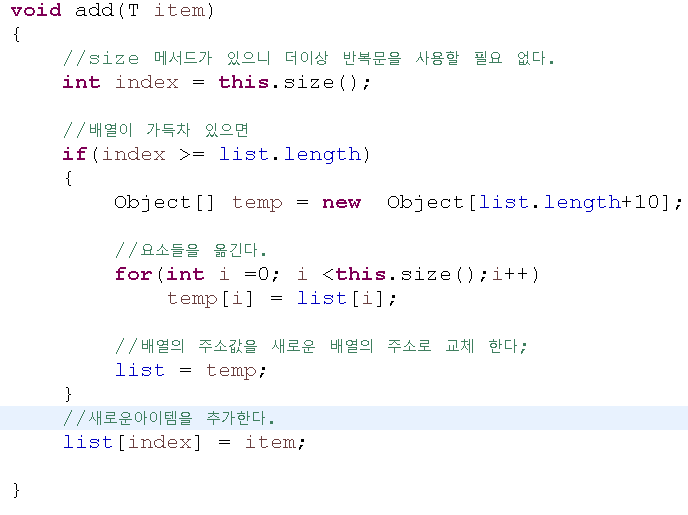 void add(T item)
{
//size 메서드가 있으니 더이상 반복문을 사용할 필요 없다.
int index = this.size();
//배열이 가득차 있으면
if(index >= list.length)
{
Object[] temp = new  Object[list.length+10];
//요소들을 옮긴다.
for(int i =0; i <this.size();i++)
temp[i] = list[i];
//배열의 주소값을 새로운 배열의 주소로 교체 한다;
list = temp;
}
//새로운아이템을 추가한다.
list[index] = item;
}